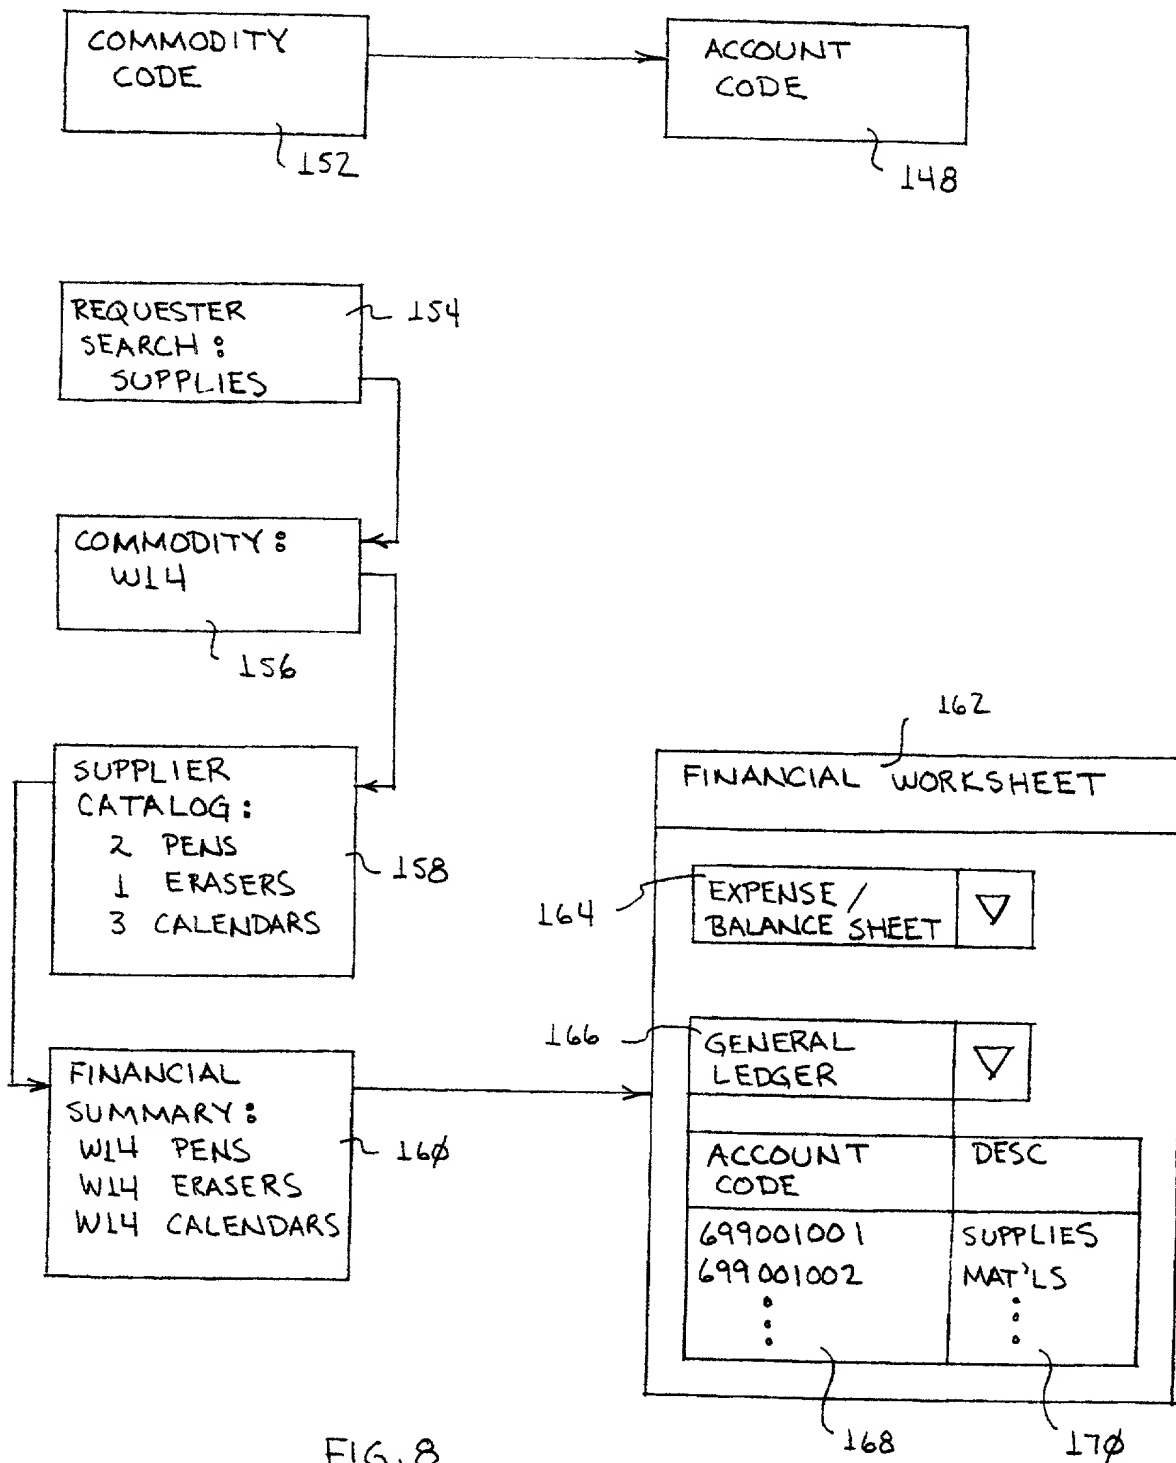 COMMODITY
CODE
152
ACCOUNT
CODE
148
REQUESTER
SEARCH:
SUPPLIES
154
COMMODITY:
W14
156
SUPPLIER
CATALOG:
2 PENS
1 ERASERS
3 CALENDARS
158
FINANCIAL
SUMMARY:
W14 PENS
W14 ERASERS
W14 CALENDARS
16ø
162
FINANCIAL WORKSHEET
164
EXPENSE /
BALANCE SHEET
▽
166
GENERAL
LEDGER
▽
ACCOUNT
CODE
DESC
699001001 SUPPLIES
699001002 MAT'LS
168
17ø
FIG. 8